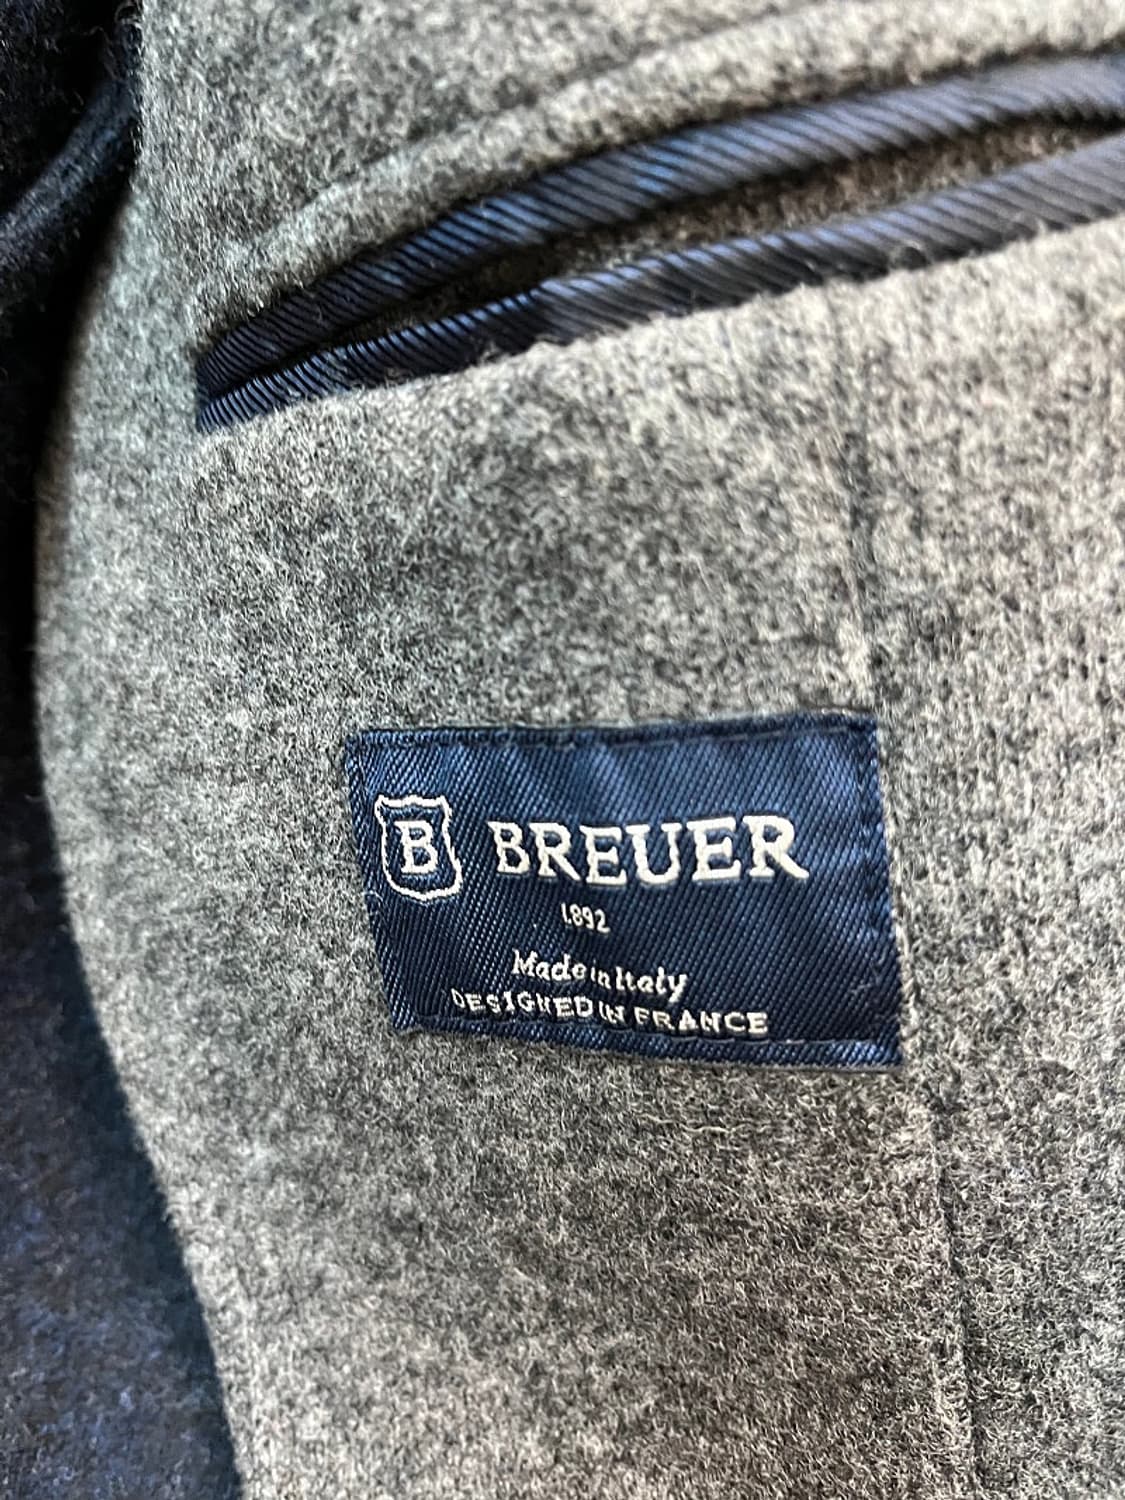 B BREUER
1892
Made in Italy
DESIGNED IN FRANCE